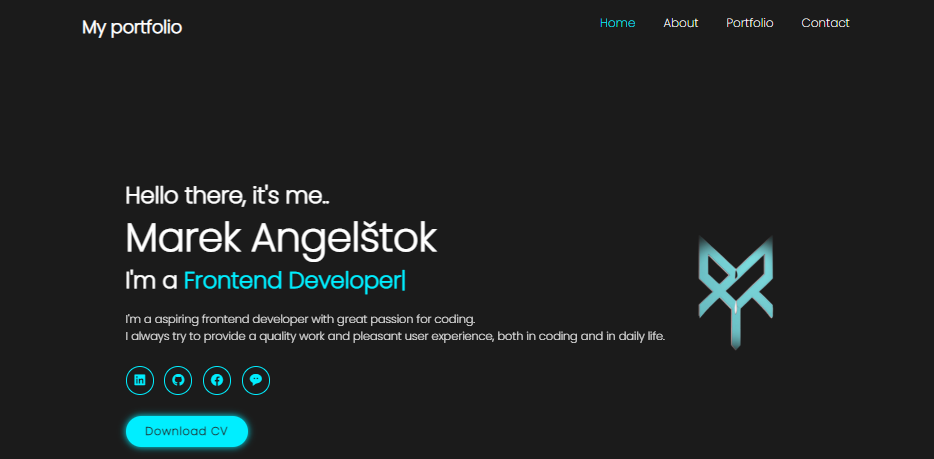 My portfolio
Home About Portfolio Contact
Hello there, it's me..
Marek Angelštok
I'm a Frontend Developer|
I'm a aspiring frontend developer with great passion for coding.
I always try to provide a quality work and pleasant user experience, both in coding and in daily life.
in
Download CV